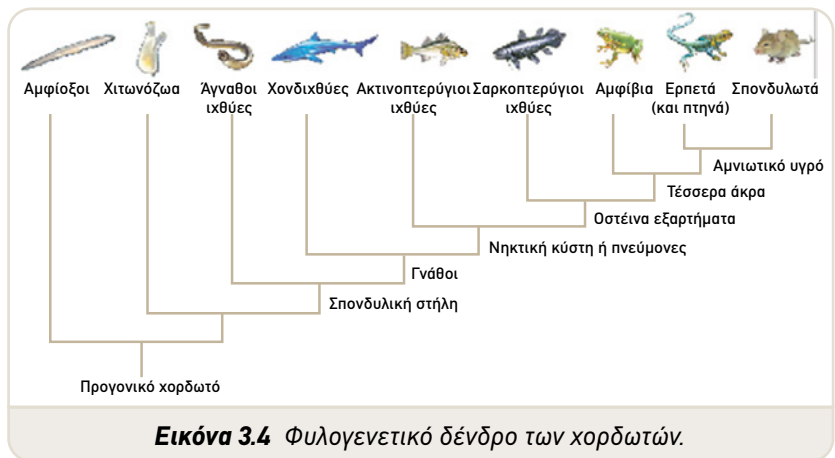 Αμφίοξοι Χιτωνόζωα Άγναθοι Χονδιχθύες Ακτινοπτερύγιοι Σαρκοπτερύγιοι Αμφίβια Ερπετά Σπονδυλωτά
ιχθύες ιχθύες ιχθύες (και πτηνά)
Αμνιωτικό υγρό
Τέσσερα άκρα
Οστέινα εξαρτήματα
Νηκτική κύστη ή πνεύμονες
Γνάθοι
Σπονδυλική στήλη
Προγονικό χορδωτό
Εικόνα 3.4 Φυλογενετικό δένδρο των χορδωτών.